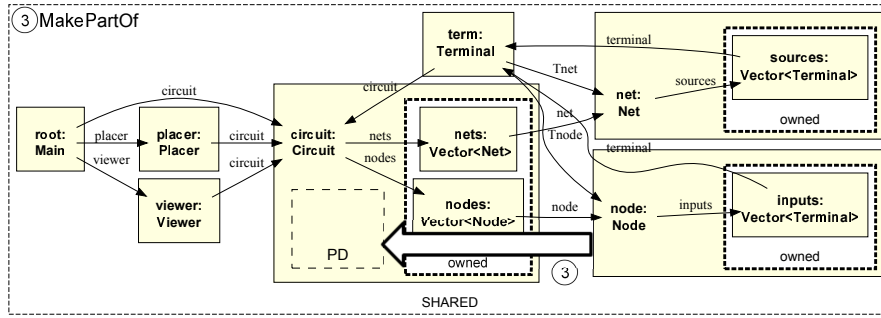 3 MakePartOf
term:
Terminal
terminal
sources:
Vector<Terminal>
Tnet
circuit
net:
Net
sources
owned
circuit
root:
Main
placer
placer:
Placer
circuit
circuit:
Circuit
nets
nets:
Vector<Net>
net
Tnode
terminal
viewer
circuit
nodes
viewer:
Viewer
nodes:
Vector<Node>
node
node:
Node
inputs
inputs:
Vector<Terminal>
PD
owned
owned
3
SHARED